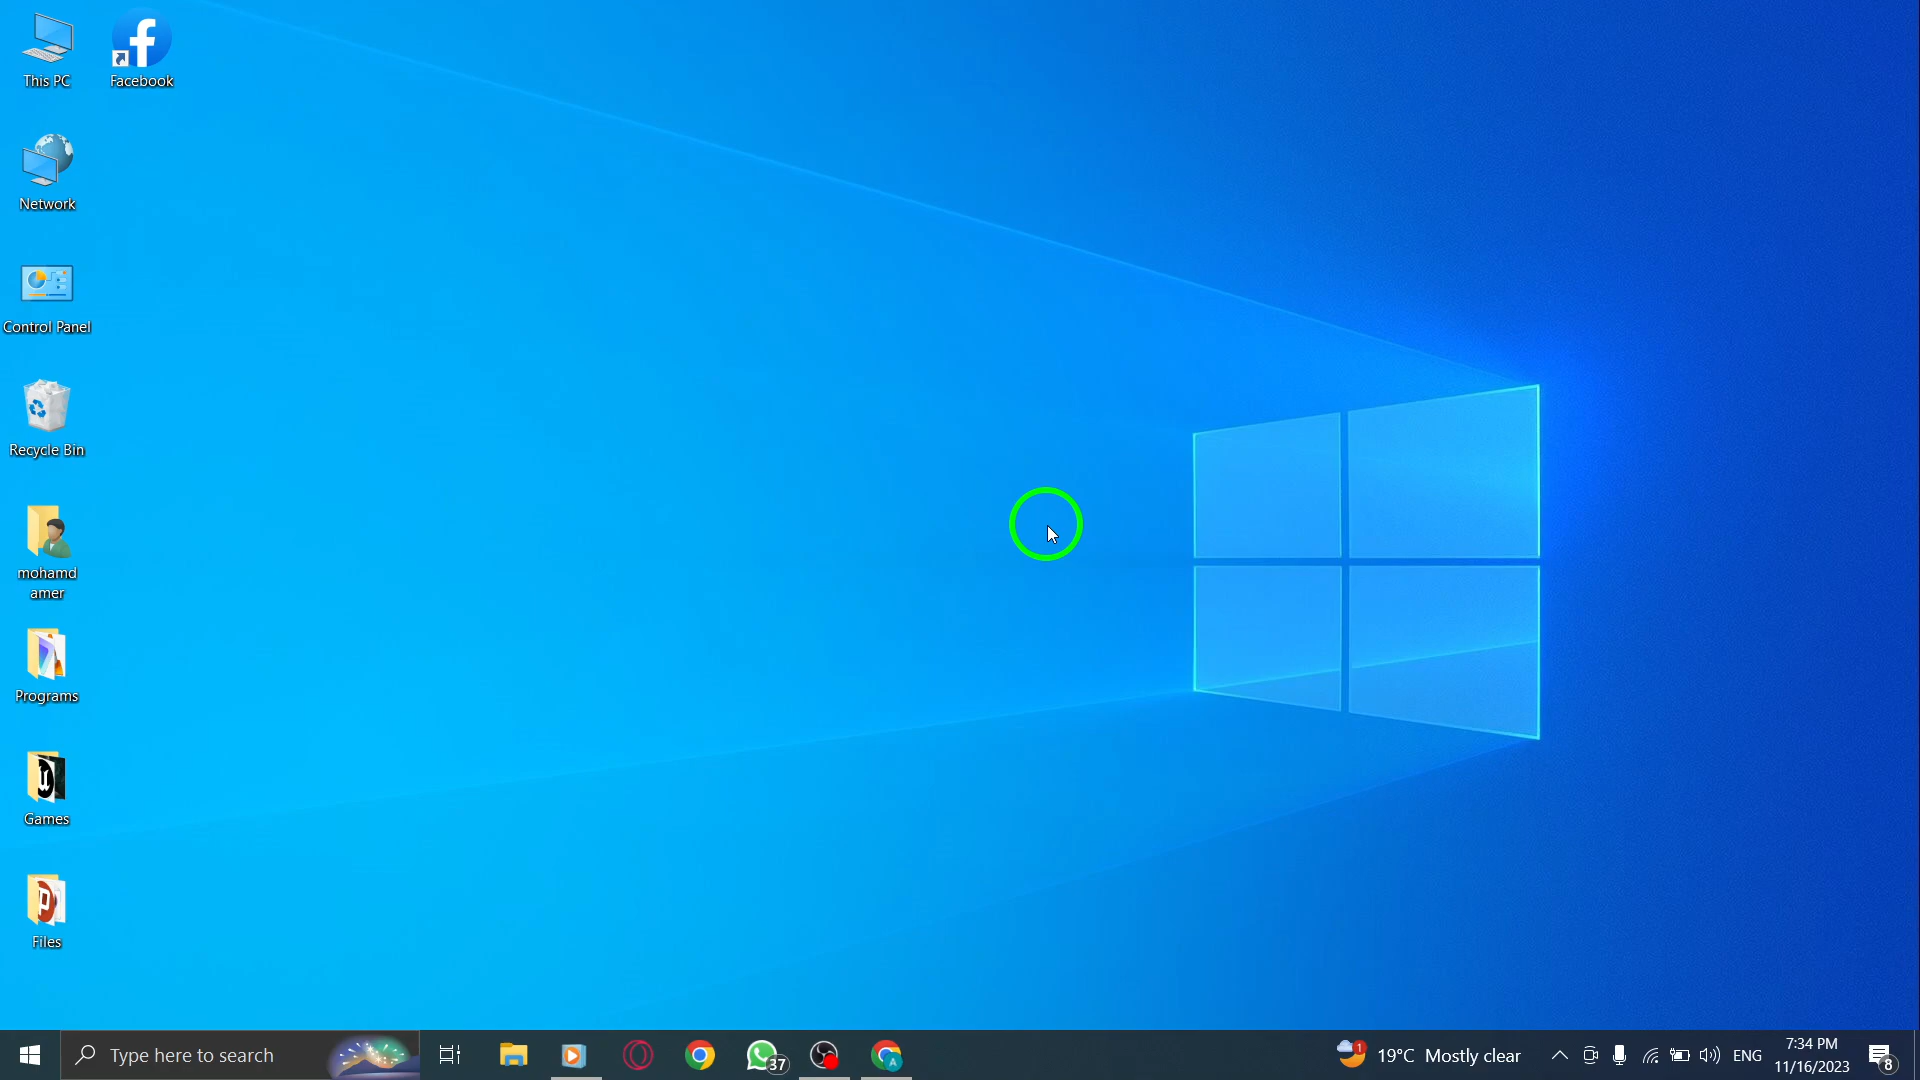 This PC
Facebook
Network
Control Panel
Recycle Bin
mohamd
amer
Programs
Games
Files
Type here to search
37
1
19°C Mostly clear
ENG
7:34 PM
11/16/2023
8